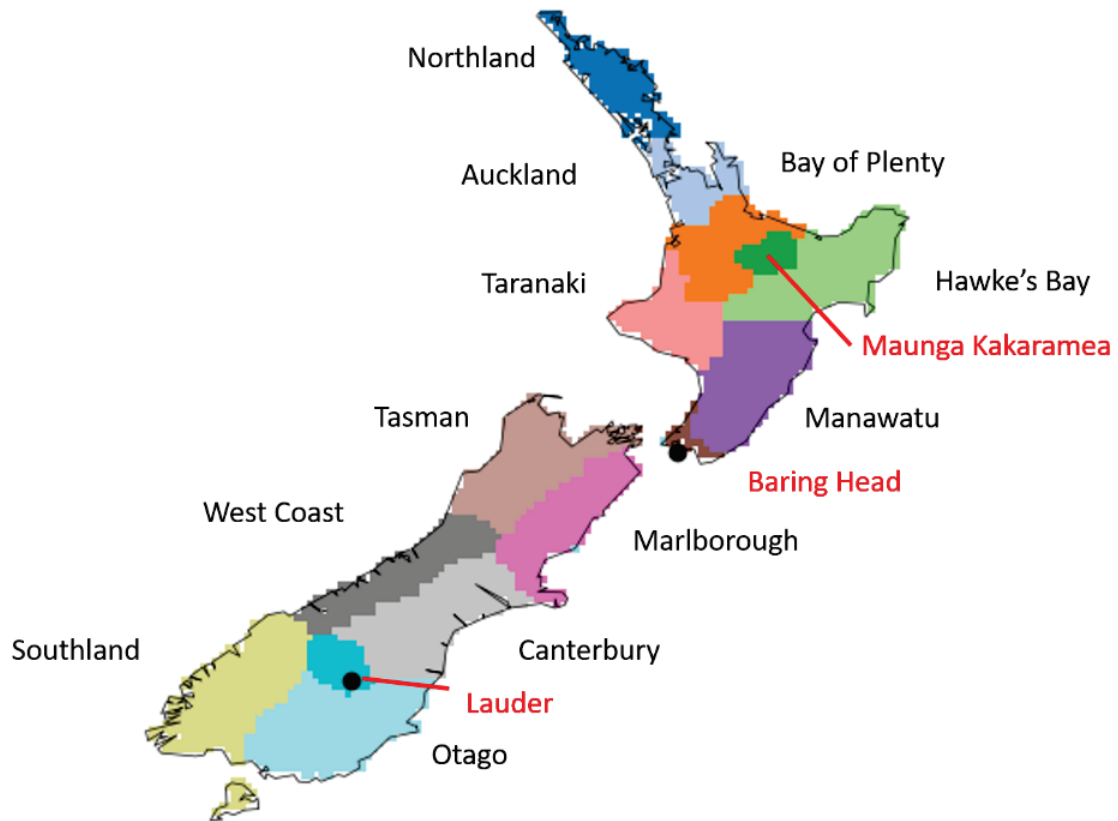 Northland
Bay of Plenty
Auckland
Taranaki
Hawke's Bay
Maunga Kakaramea
Tasman
Manawatu
Baring Head
West Coast
Marlborough
Southland
Canterbury
Lauder
Otago